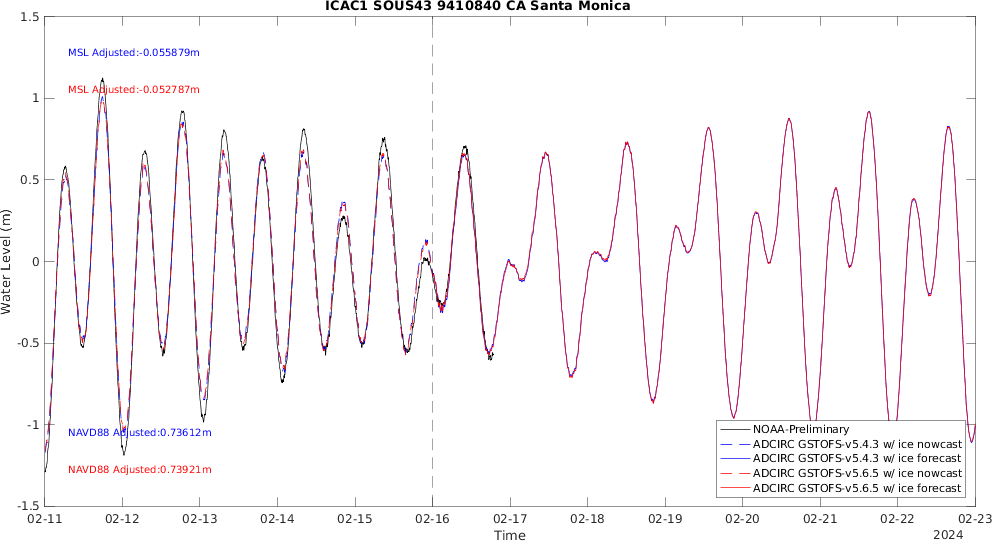 ICAC1 SOUS43 9410840 CA Santa Monica
MSL Adjusted:-0.055879m
MSL Adjusted:-0.052787m
NAVD88 Adjusted:0.73612m
NAVD88 Adjusted:0.73921m
Water Level (m)
1.5
1
0.5
0
-0.5
-1
-1.5
NOAA-Preliminary
ADCIRC GSTOFS-v5.4.3 w/ ice nowcast
ADCIRC GSTOFS-v5.4.3 w/ ice forecast
ADCIRC GSTOFS-v5.6.5 w/ ice nowcast
ADCIRC GSTOFS-v5.6.5 w/ ice forecast
02-11 02-12 02-13 02-14 02-15 02-16 02-17 02-18 02-19 02-20 02-21 02-22 02-23
Time
2024